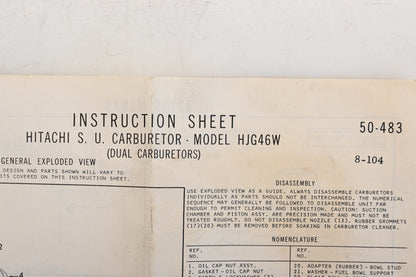 INSTRUCTION SHEET
50-483
HITACHI S. U. CARBURETOR - MODEL HJG46W
(DUAL CARBURETORS)
8-104
GENERAL EXPLODED VIEW
DESIGN AND PARTS SHOWN WILL VARY TO
ITS COVERED ON THIS INSTRUCTION SHEET.
DISASSEMBLY
USE EXPLODED VIEW AS A GUIDE. ALWAYS DISASSEMBLE CARBURETORS
INDIVIDUALLY AS PARTS SHOULD NOT BE INTERCHANGED. THE NUMERICAL
SEQUENCE MAY GENERALLY BE FOLLOWED TO DISASSEMBLE UNIT FAR
ENOUGH TO PERMIT CLEANING AND INSPECTION. CAUTION: SUCTION
CHAMBER AND PISTON ASSY. ARE PRECISION MADE AND MUST NOT BE
TREATED ROUGHLY. DO NOT DISASSEMBLE NOZZLE (15). RUBBER GROMMETS
(17)(20) MUST BE REMOVED BEFORE SOAKING IN CARBURETOR CLEANER.
NOMENCLATURE
REF. REF.
NO. NO.
1. OIL CAP NUT ASSY. 20. ADAPTER (RUBBER) - BOWL STUD
2. GASKET - OIL CAP NUT 21. WASHER - FUEL BOWL SUPPORT